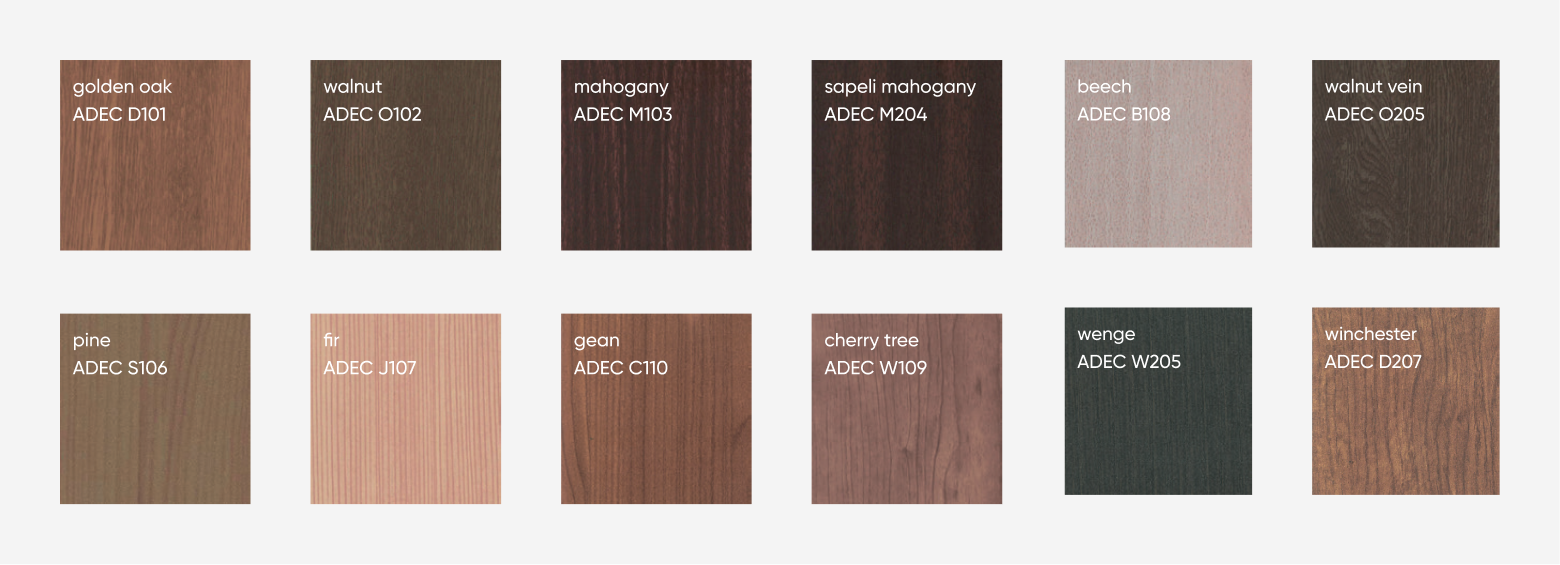 golden oak
ADEC D101
walnut
ADEC O102
mahogany
ADEC M103
sapeli mahogany
ADEC M204
beech
ADEC B108
walnut vein
ADEC O205
pine
ADEC S106
fir
ADEC J107
gean
ADEC C110
cherry tree
ADEC W109
wenge
ADEC W205
winchester
ADEC D207